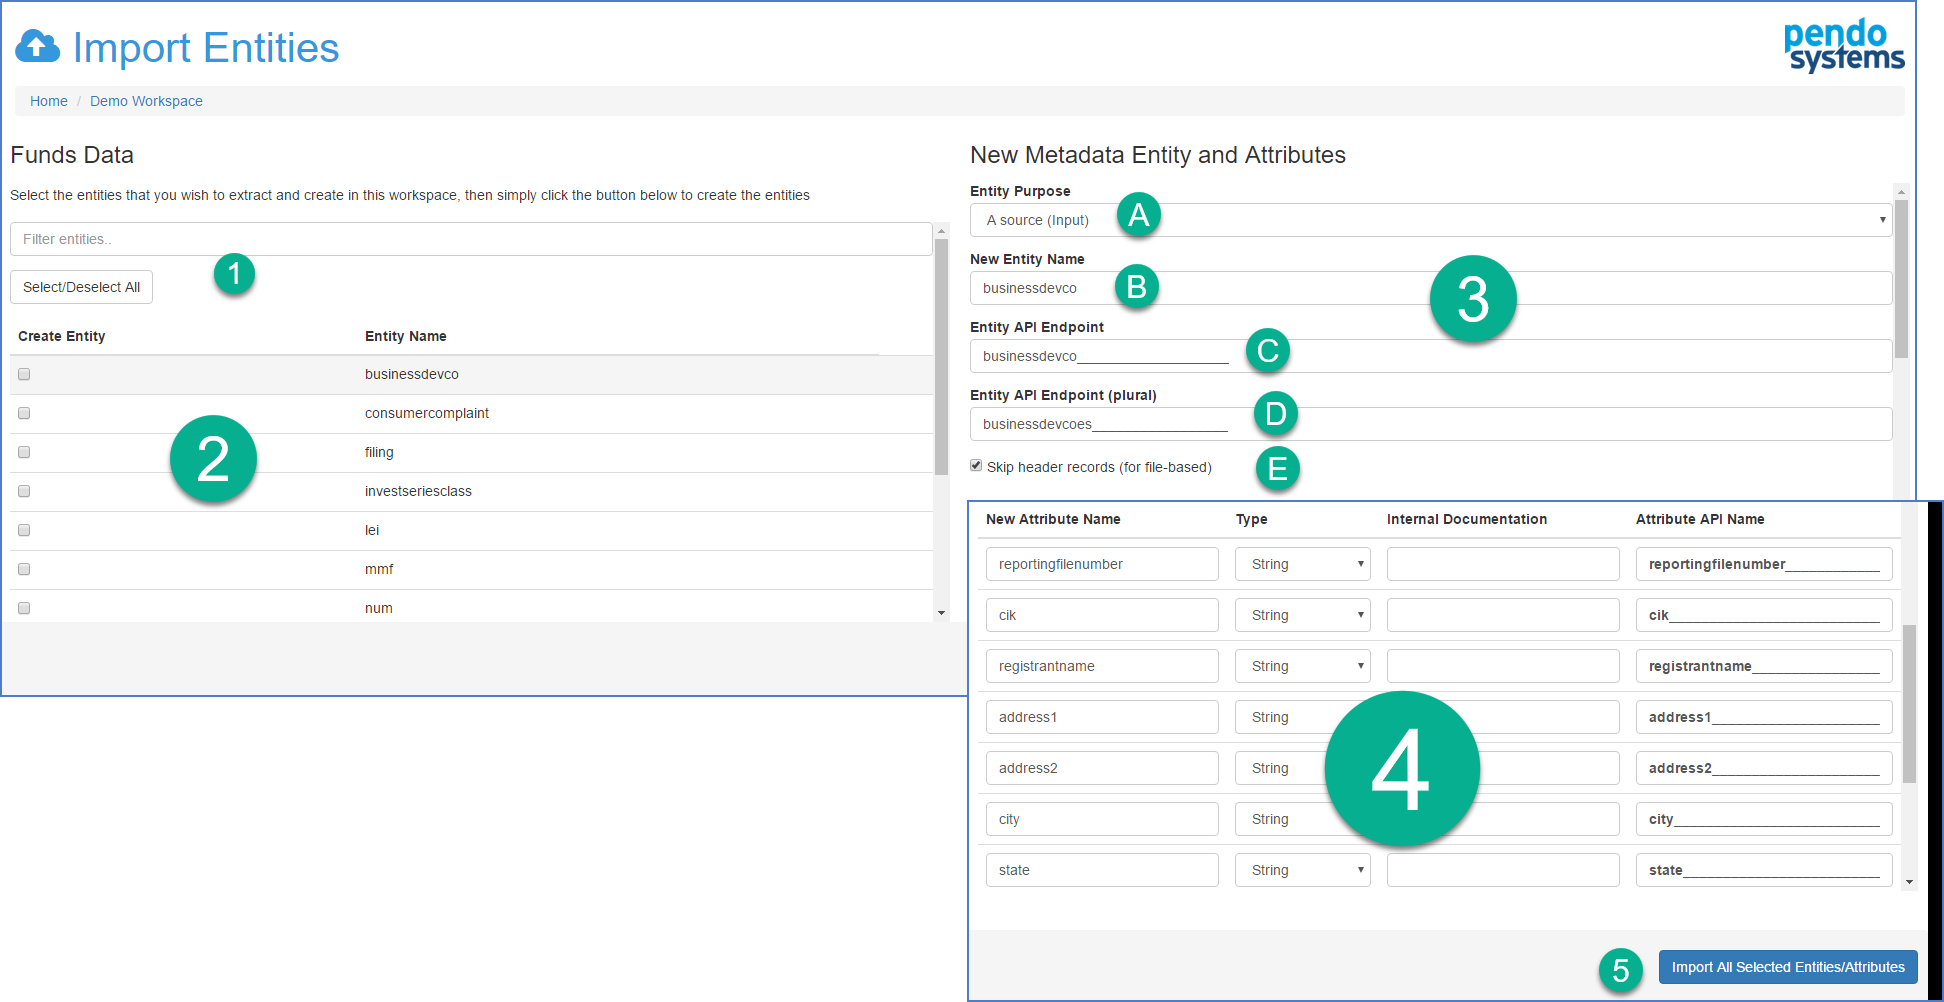 Import Entities
pendo
systems
Home / Demo Workspace
Funds Data
Select the entities that you wish to extract and create in this workspace, then simply click the button below to create the entities
Filter entities..
1
Select/Deselect All
Create Entity Entity Name
businessdevco
consumercomplaint
2
filing
investseriesclass
lei
mmf
num
New Metadata Entity and Attributes
Entity Purpose
A source (Input) A
New Entity Name
businessdevco B
3
Entity API Endpoint
businessdevco___________________ C
Entity API Endpoint (plural)
businessdevcoes_________________ D
Skip header records (for file-based) E
New Attribute Name Type Internal Documentation Attribute API Name
reportingfilenumber String reportingfilenumber____________
cik String cik___________________________
registrantname String registrantname________________
address1 String address1_____________________
4
address2 String address2_____________________
city String city__________________________
state String state_________________________
5 Import All Selected Entities/Attributes